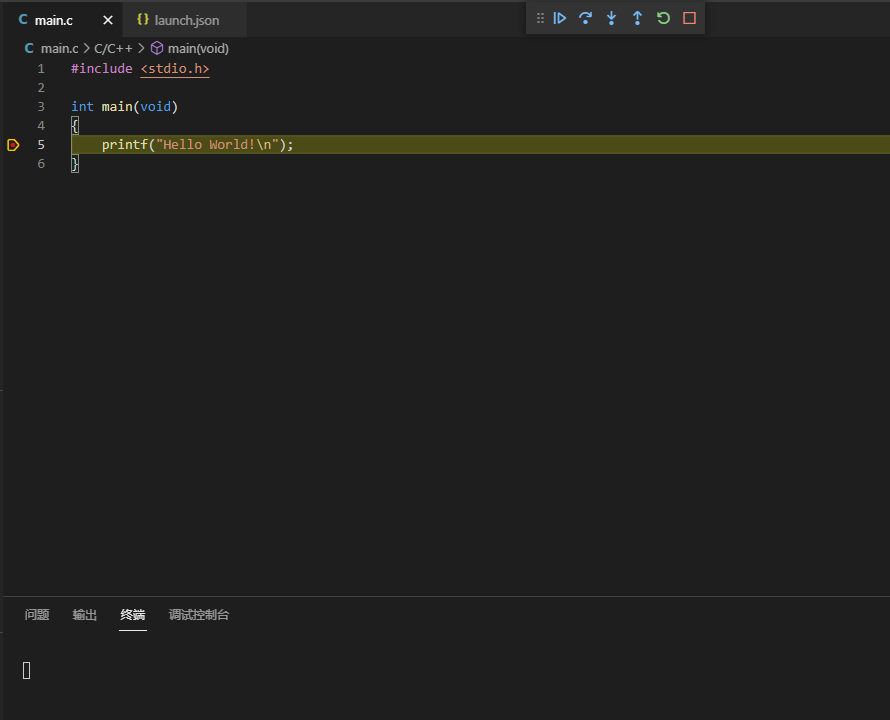 C main.c × {} launch.json
C main.c > C/C++ > main(void)
1 #include <stdio.h>
2
3 int main(void)
4 {
5 printf("Hello World!\n");
6 }
问题 输出 终端 调试控制台